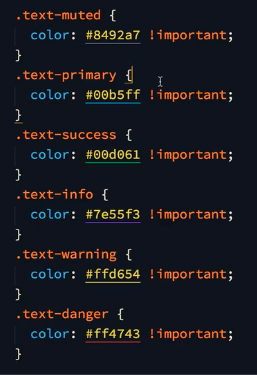 .text-muted {
  color: #8492a7 !important;
}
.text-primary {
  color: #00b5ff !important;
}
.text-success {
  color: #00d061 !important;
}
.text-info {
  color: #7e55f3 !important;
}
.text-warning {
  color: #ffd654 !important;
}
.text-danger {
  color: #ff4743 !important;
}